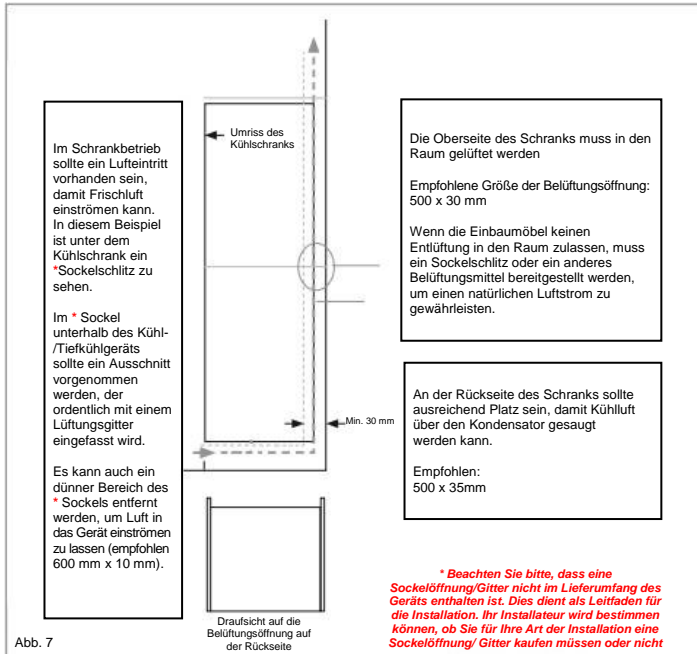 Im Schrankbetrieb
sollte ein Lufteintritt
vorhanden sein,
damit Frischluft
einströmen kann.
In diesem Beispiel
ist unter dem
Kühlschrank ein
*Sockelschlitz zu
sehen.
Im * Sockel
unterhalb des Kühl-
/Tiefkühlgeräts
sollte ein Ausschnitt
vorgenommen
werden, der
ordentlich mit einem
Lüftungsgitter
eingefasst wird.
Es kann auch ein
dünner Bereich des
* Sockels entfernt
werden, um Luft in
das Gerät einströmen
zu lassen (empfohlen
600 mm x 10 mm).
Umriss des
Kühlschranks
Min. 30 mm
Die Oberseite des Schranks muss in den
Raum gelüftet werden
Empfohlene Größe der Belüftungsöffnung:
500 x 30 mm
Wenn die Einbaumöbel keinen
Entlüftung in den Raum zulassen, muss
ein Sockelschlitz oder ein anderes
Belüftungsmittel bereitgestellt werden,
um einen natürlichen Luftstrom zu
gewährleisten.
An der Rückseite des Schranks sollte
ausreichend Platz sein, damit Kühlluft
über den Kondensator gesaugt
werden kann.
Empfohlen:
500 x 35mm
* Beachten Sie bitte, dass eine
Sockelöffnung/Gitter nicht im Lieferumfang des
Geräts enthalten ist. Dies dient als Leitfaden für
die Installation. Ihr Installateur wird bestimmen
können, ob Sie für Ihre Art der Installation eine
Sockelöffnung/ Gitter kaufen müssen oder nicht
Draufsicht auf die
Belüftungsöffnung auf
der Rückseite
Abb. 7